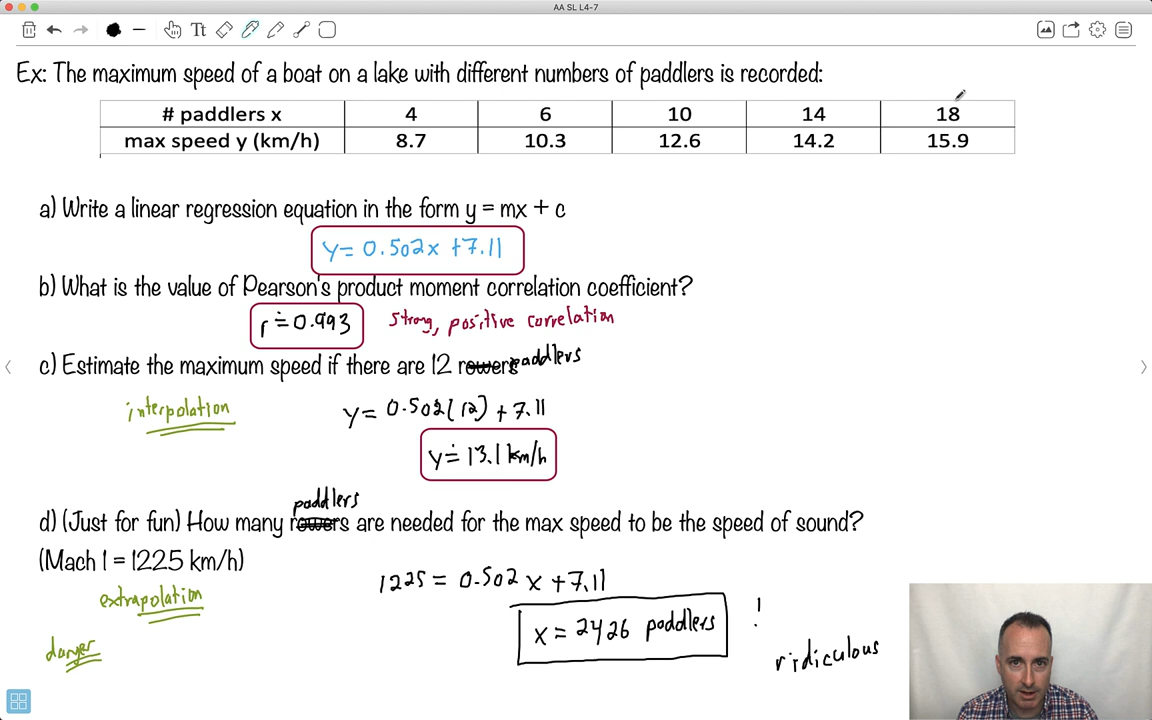 AA SL L4-7
Tt
Ex: The maximum speed of a boat on a lake with different numbers of paddlers is recorded:
# paddlers x 4 6 10 14 18
max speed y (km/h) 8.7 10.3 12.6 14.2 15.9
a) Write a linear regression equation in the form y = mx + c
y = 0.502x + 7.11
b) What is the value of Pearson's product moment correlation coefficient?
r ≐ 0.993 strong, positive correlation
c) Estimate the maximum speed if there are 12 rowers paddlers
interpolation y = 0.502(12) + 7.11
y ≐ 13.1 km/h
paddlers
d) (Just for fun) How many rowers are needed for the max speed to be the speed of sound?
(Mach 1 = 1225 km/h)
1225 = 0.502 x + 7.11
extrapolation
x = 2426 paddlers !
danger ridiculous